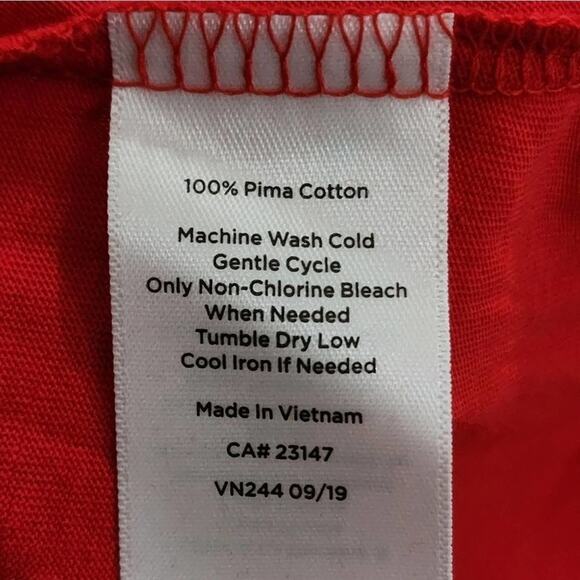 100% Pima Cotton
Machine Wash Cold
Gentle Cycle
Only Non-Chlorine Bleach
When Needed
Tumble Dry Low
Cool Iron If Needed
Made In Vietnam
CA# 23147
VN244 09/19